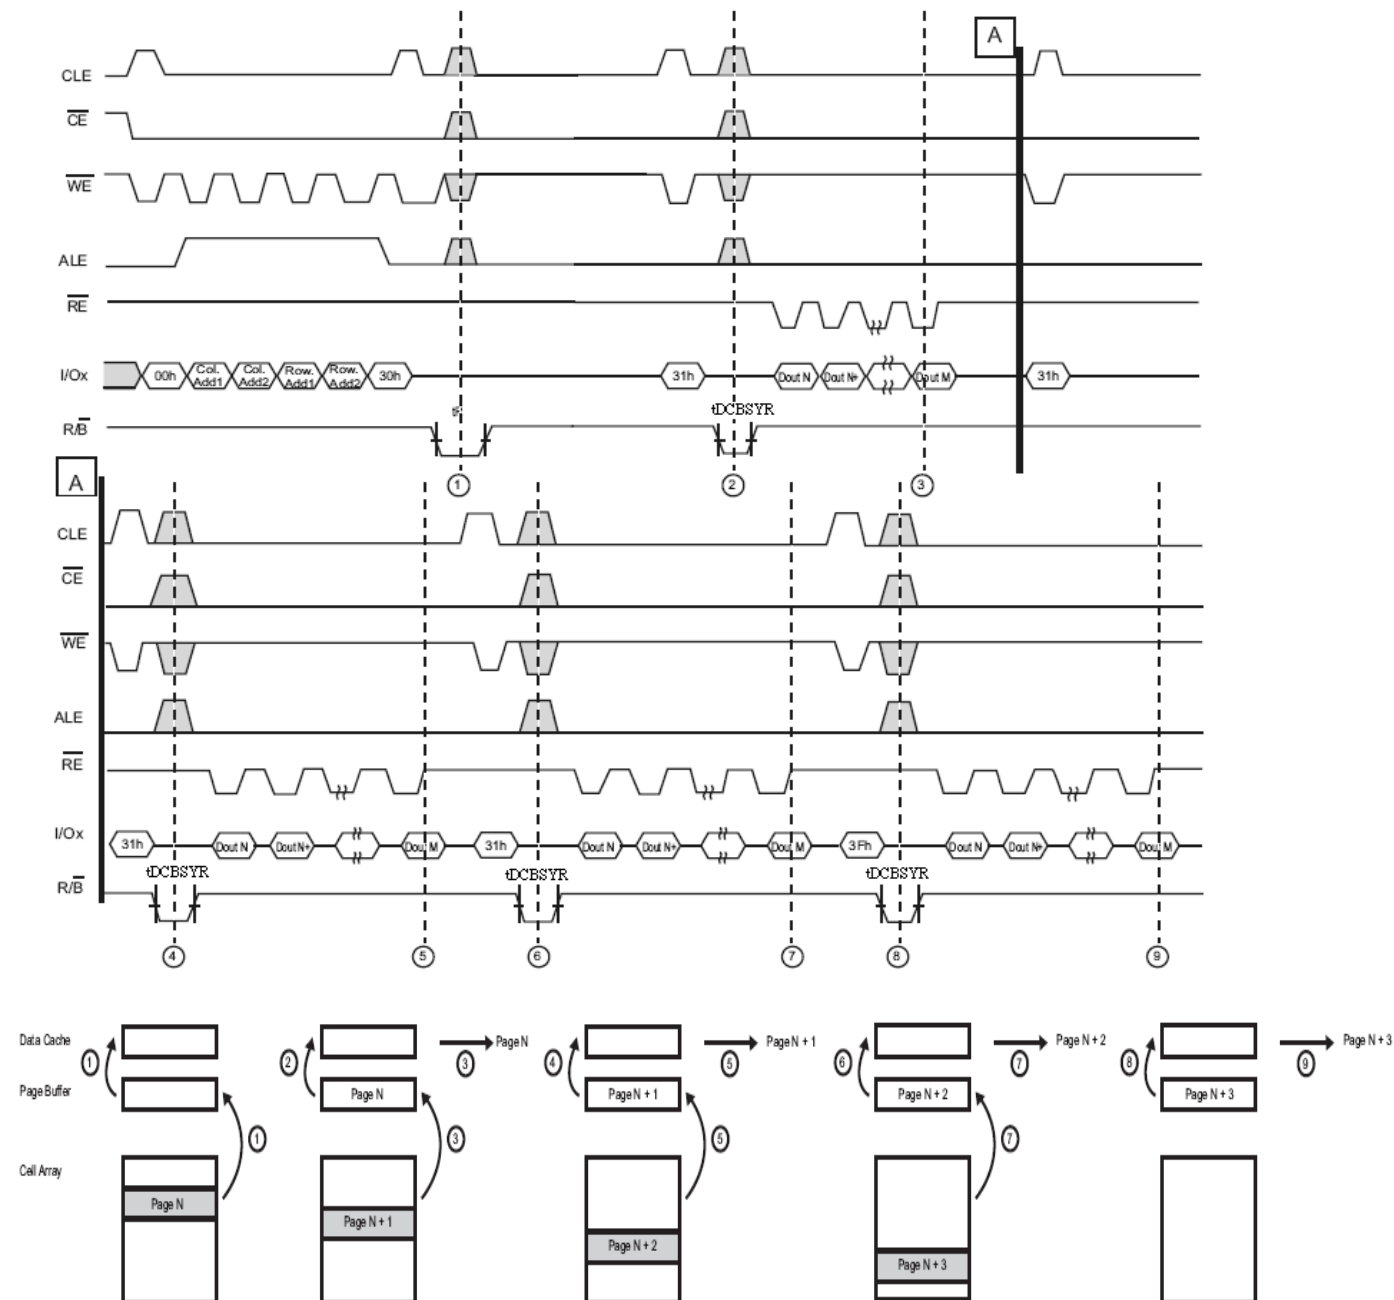 A
CLE
CE
WE
ALE
RE
I/Ox 00h Col. Add1 Col. Add2 Row. Add1 Row. Add2 30h 31h Dout N Dout N+ Dout M 31h
tDCBSYR
R/B
1 2 3
A
CLE
CE
WE
ALE
RE
I/Ox 31h Dout N Dout N+ Dout M 31h Dout N Dout N+ Dout M 3Fh Dout N Dout N+ Dout M
tDCBSYR tDCBSYR tDCBSYR
R/B
4 5 6 7 8 9
Data Cache 1 2 3 Page N 4 5 Page N + 1 6 7 Page N + 2 8 9 Page N + 3
Page Buffer Page N Page N + 1 Page N + 2 Page N + 3
1 3 5 7
Cell Array
Page N Page N + 1 Page N + 2 Page N + 3